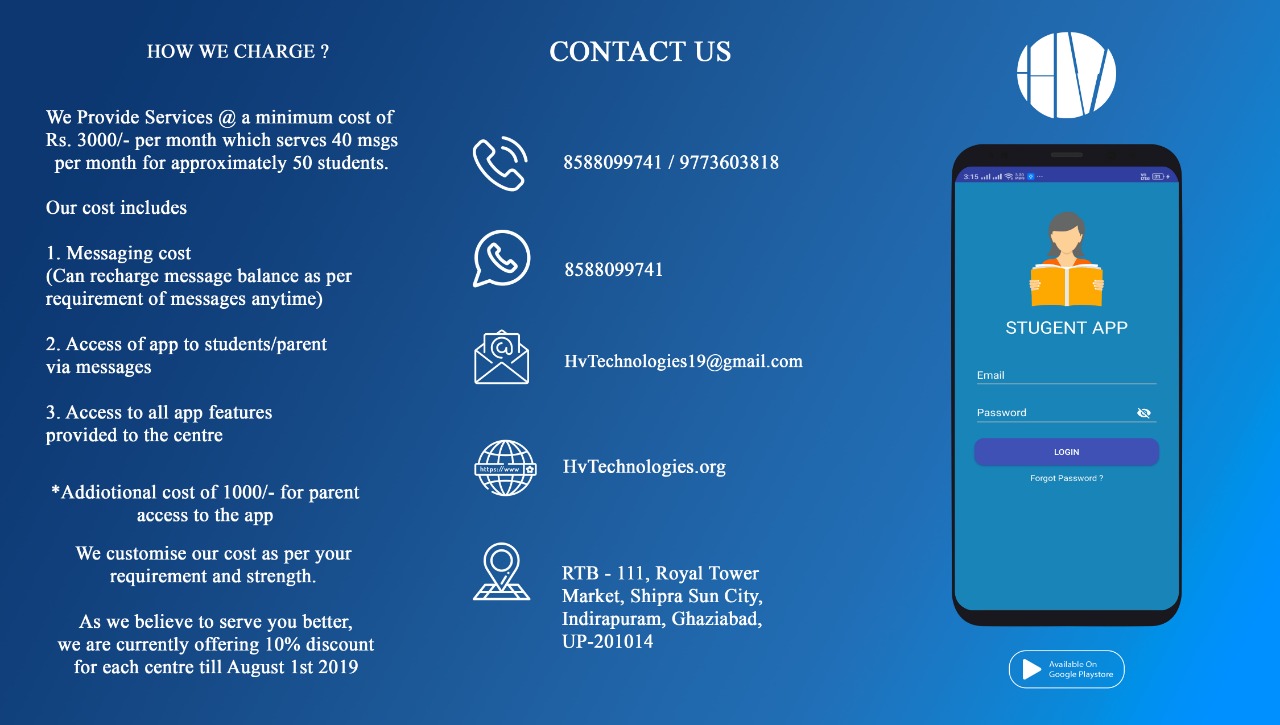 HOW WE CHARGE ?
We Provide Services @ a minimum cost of
Rs. 3000/- per month which serves 40 msgs
per month for approximately 50 students.
Our cost includes
1. Messaging cost
(Can recharge message balance as per
requirement of messages anytime)
2. Access of app to students/parent
via messages
3. Access to all app features
provided to the centre
*Addiotional cost of 1000/- for parent
access to the app
We customise our cost as per your
requirement and strength.
As we believe to serve you better,
we are currently offering 10% discount
for each centre till August 1st 2019
CONTACT US
8588099741 / 9773603818
8588099741
HvTechnologies19@gmail.com
https://www
HvTechnologies.org
RTB - 111, Royal Tower
Market, Shipra Sun City,
Indirapuram, Ghaziabad,
UP-201014
HV
3:15
STUGENT APP
Email
Password
LOGIN
Forgot Password ?
Available On
Google Playstore